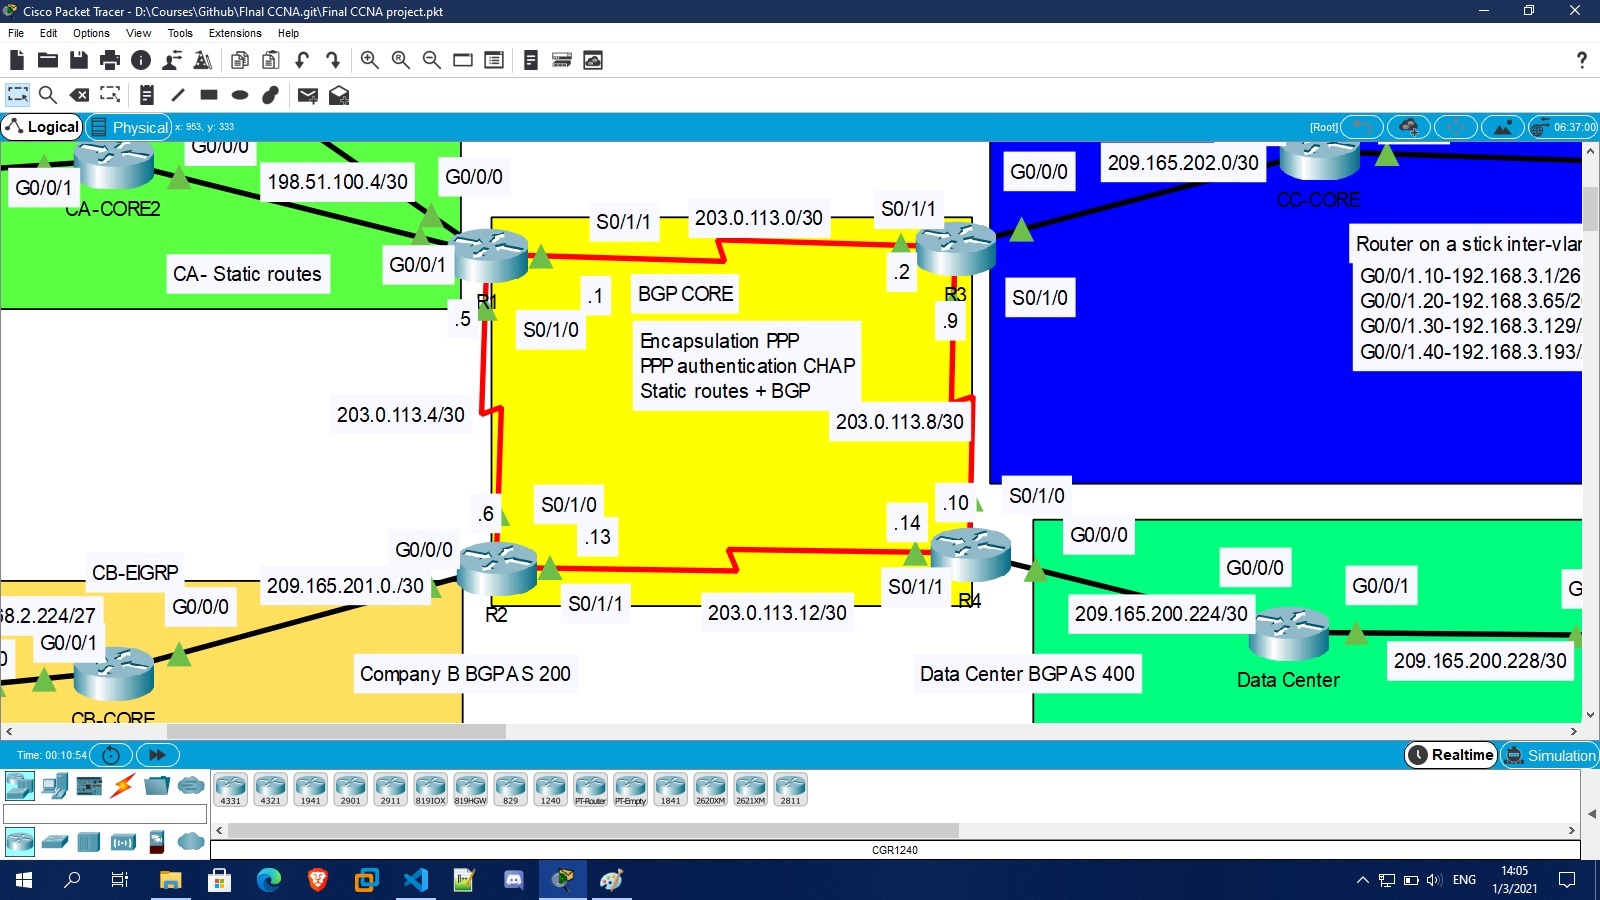 Cisco Packet Tracer - D:\Courses\Github\FInal CCNA.git\Final CCNA project.pkt
File Edit Options View Tools Extensions Help
?
Logical Physical x: 953, y: 333 [Root] 06:37:00
G0/0/0
G0/0/1
CA-CORE2
198.51.100.4/30
G0/0/0
G0/0/1
CA- Static routes
R1
S0/1/1
203.0.113.0/30
S0/1/1
.1
BGP CORE
.2
R3
.5
S0/1/0
.9
Encapsulation PPP
PPP authentication CHAP
Static routes + BGP
203.0.113.4/30
203.0.113.8/30
G0/0/0
209.165.202.0/30
CC-CORE
S0/1/0
Router on a stick inter-vlan
G0/0/1.10-192.168.3.1/26
G0/0/1.20-192.168.3.65/2
G0/0/1.30-192.168.3.129/
G0/0/1.40-192.168.3.193/
.6
S0/1/0
.13
.14
.10
S0/1/0
G0/0/0
R2
S0/1/1
203.0.113.12/30
S0/1/1
R4
CB-EIGRP
209.165.201.0./30
68.2.224/27
G0/0/0
G0/0/1
0
CB-CORE
Company B BGPAS 200
Data Center BGPAS 400
G0/0/0
G0/0/0
G0/0/1
G
209.165.200.224/30
209.165.200.228/30
Data Center
Time: 00:10:54
Realtime Simulation
4331 4321 1941 2901 2911 819IOX 819HGW 829 1240 PT-Router PT-Empty 1841 2620XM 2621XM 2811
CGR1240
ENG
14:05
1/3/2021